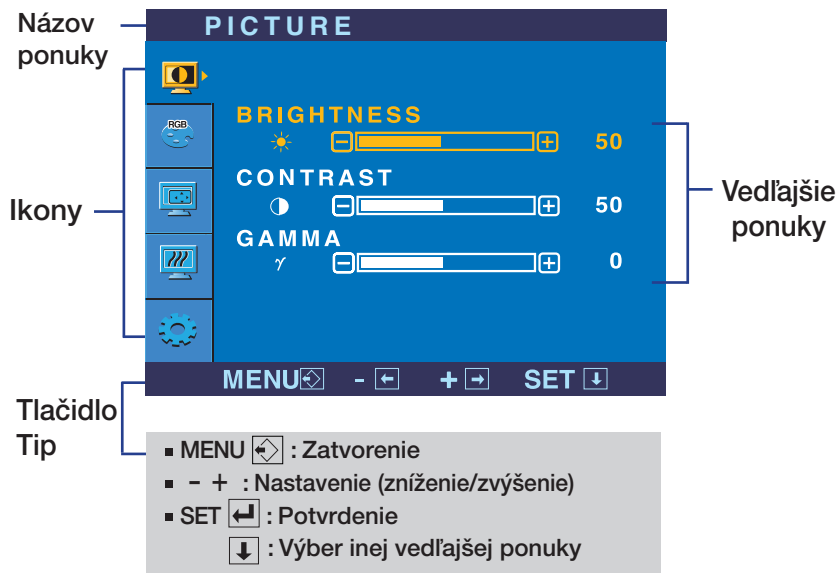 Názov
ponuky
PICTURE
RGB
BRIGHTNESS
50
CONTRAST
50
GAMMA
γ
0
Ikony
Vedľajšie
ponuky
MENU - + SET
Tlačidlo
Tip
MENU : Zatvorenie
- + : Nastavenie (zníženie/zvýšenie)
SET : Potvrdenie
: Výber inej vedľajšej ponuky